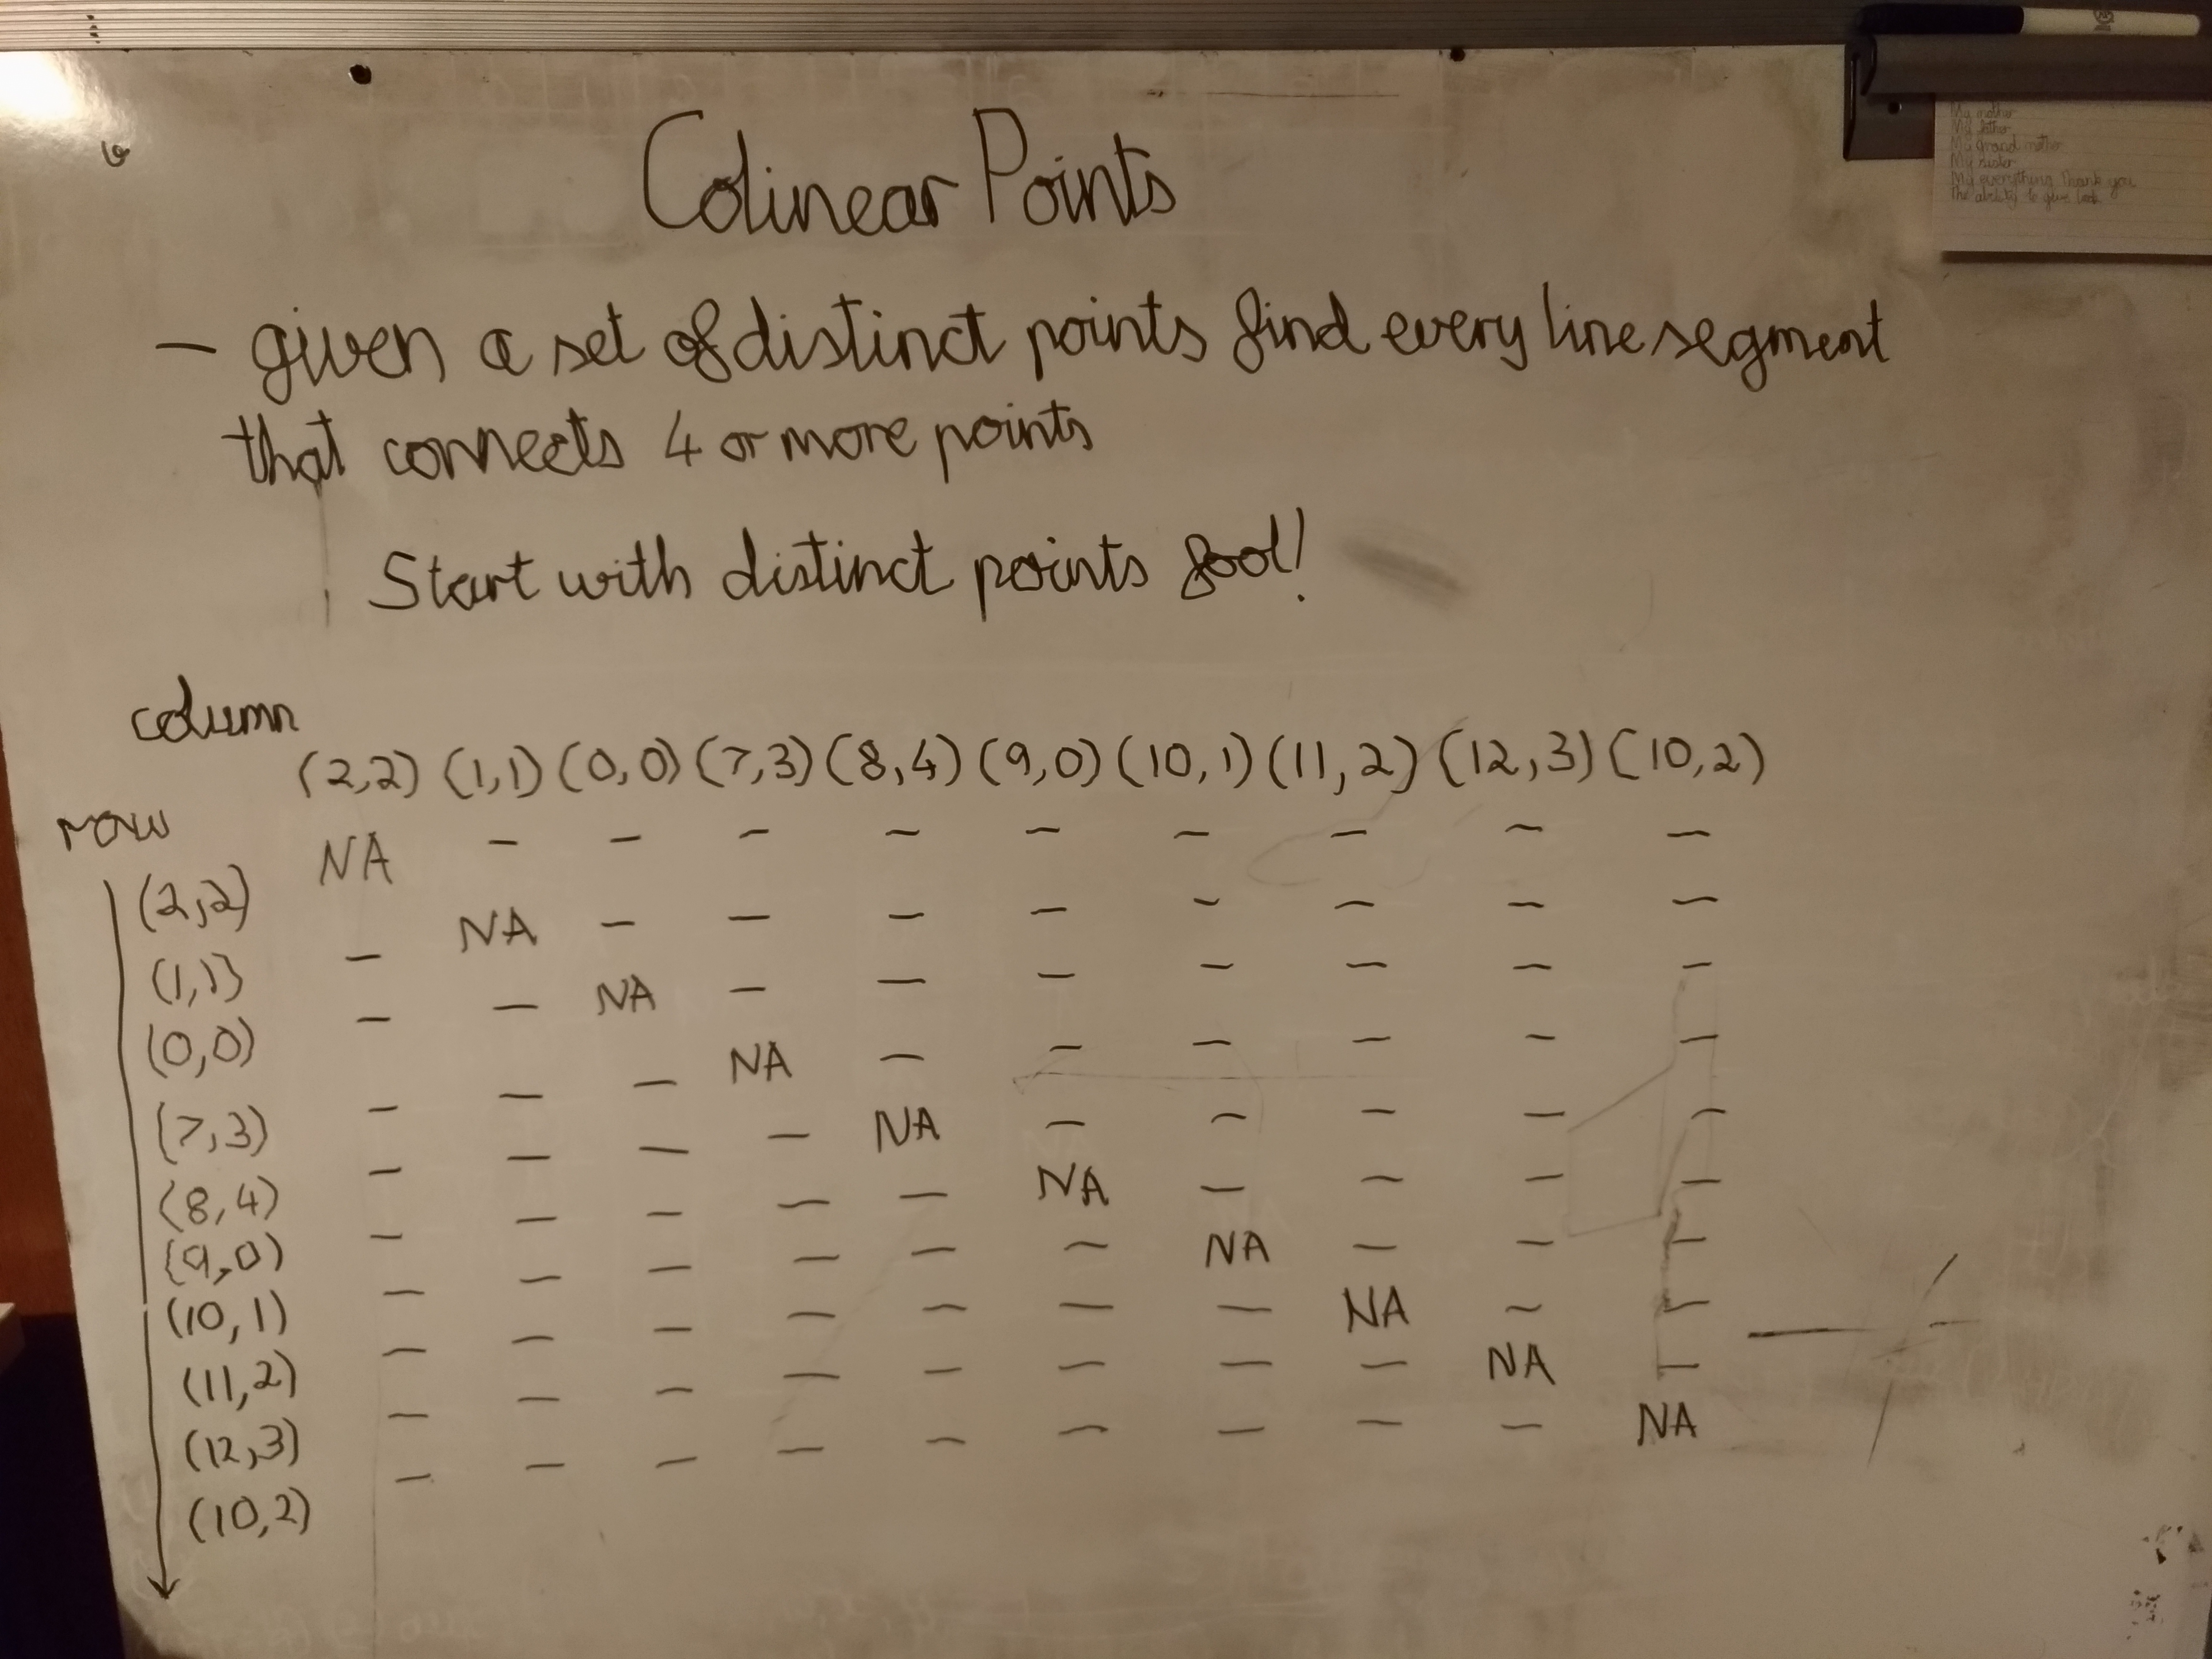 Colinear Points
– given a set of distinct points find every line segment
that connects 4 or more points
Start with distinct points fool!
column
(2,2) (1,1) (0,0) (7,3) (8,4) (9,0) (10,1) (11,2) (12,3) (10,2)
row
NA – – – – – – – – –
(2,2)
– NA – – – – – – – –
(1,1)
– – NA – – – – – – –
(0,0)
– – – NA – – – – – –
(7,3)
– – – – NA – – – – –
(8,4)
– – – – – NA – – – –
(9,0)
– – – – – – NA – – –
(10,1)
– – – – – – – NA – –
(11,2)
– – – – – – – – NA –
(12,3)
– – – – – – – – – NA
(10,2)
My mother
My father
My grand mother
My sister
My everything Thank you
The ability to give